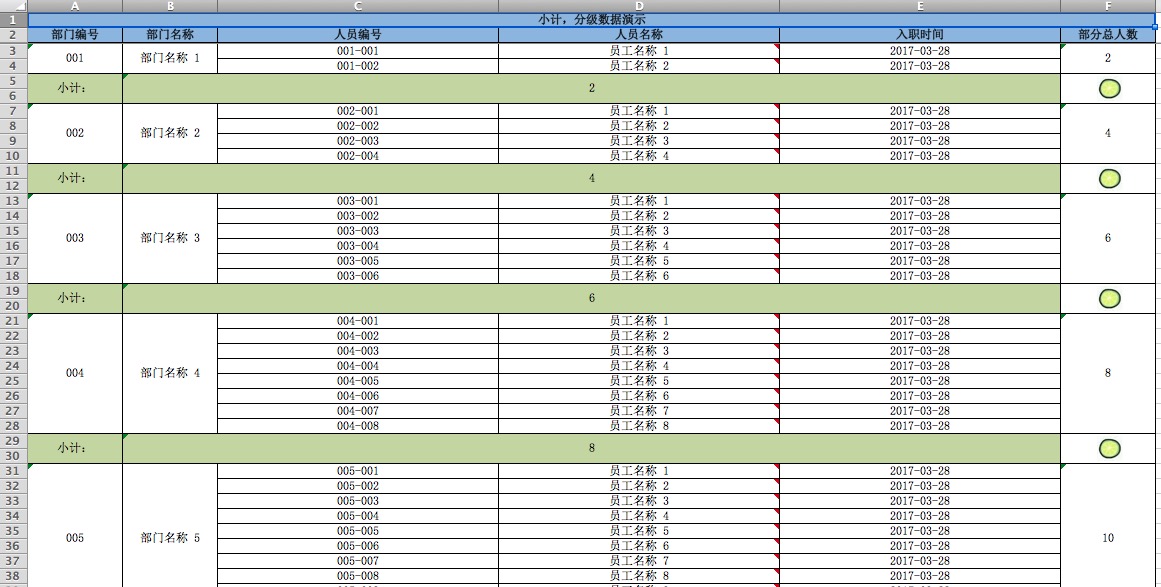 A B C D E F
1 小计，分级数据演示
2 部门编号 部门名称 人员编号 人员名称 入职时间 部分总人数
3 001 部门名称 1 001-001 员工名称 1 2017-03-28 2
4 001-002 员工名称 2 2017-03-28
5 小计: 2
6
7 002 部门名称 2 002-001 员工名称 1 2017-03-28 4
8 002-002 员工名称 2 2017-03-28
9 002-003 员工名称 3 2017-03-28
10 002-004 员工名称 4 2017-03-28
11 小计: 4
12
13 003 部门名称 3 003-001 员工名称 1 2017-03-28 6
14 003-002 员工名称 2 2017-03-28
15 003-003 员工名称 3 2017-03-28
16 003-004 员工名称 4 2017-03-28
17 003-005 员工名称 5 2017-03-28
18 003-006 员工名称 6 2017-03-28
19 小计: 6
20
21 004 部门名称 4 004-001 员工名称 1 2017-03-28 8
22 004-002 员工名称 2 2017-03-28
23 004-003 员工名称 3 2017-03-28
24 004-004 员工名称 4 2017-03-28
25 004-005 员工名称 5 2017-03-28
26 004-006 员工名称 6 2017-03-28
27 004-007 员工名称 7 2017-03-28
28 004-008 员工名称 8 2017-03-28
29 小计: 8
30
31 005 部门名称 5 005-001 员工名称 1 2017-03-28 10
32 005-002 员工名称 2 2017-03-28
33 005-003 员工名称 3 2017-03-28
34 005-004 员工名称 4 2017-03-28
35 005-005 员工名称 5 2017-03-28
36 005-006 员工名称 6 2017-03-28
37 005-007 员工名称 7 2017-03-28
38 005-008 员工名称 8 2017-03-28